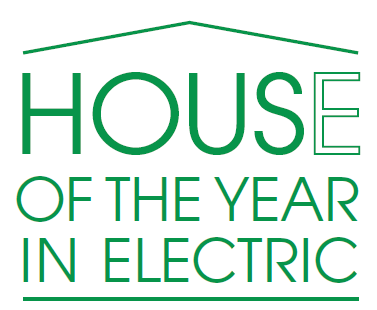 HOUSE
OF THE YEAR
IN ELECTRIC